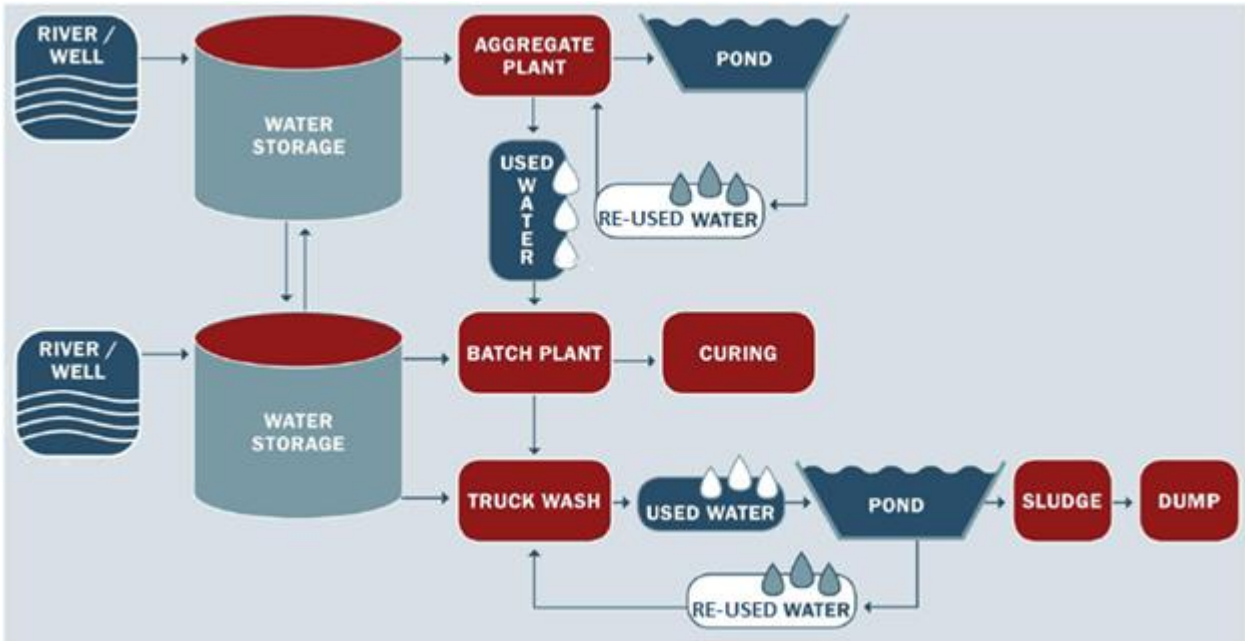 RIVER /
WELL
WATER
STORAGE
AGGREGATE
PLANT
POND
USED
WATER
RE-USED WATER
RIVER /
WELL
WATER
STORAGE
BATCH PLANT
CURING
TRUCK WASH
USED WATER
POND
SLUDGE
DUMP
RE-USED WATER